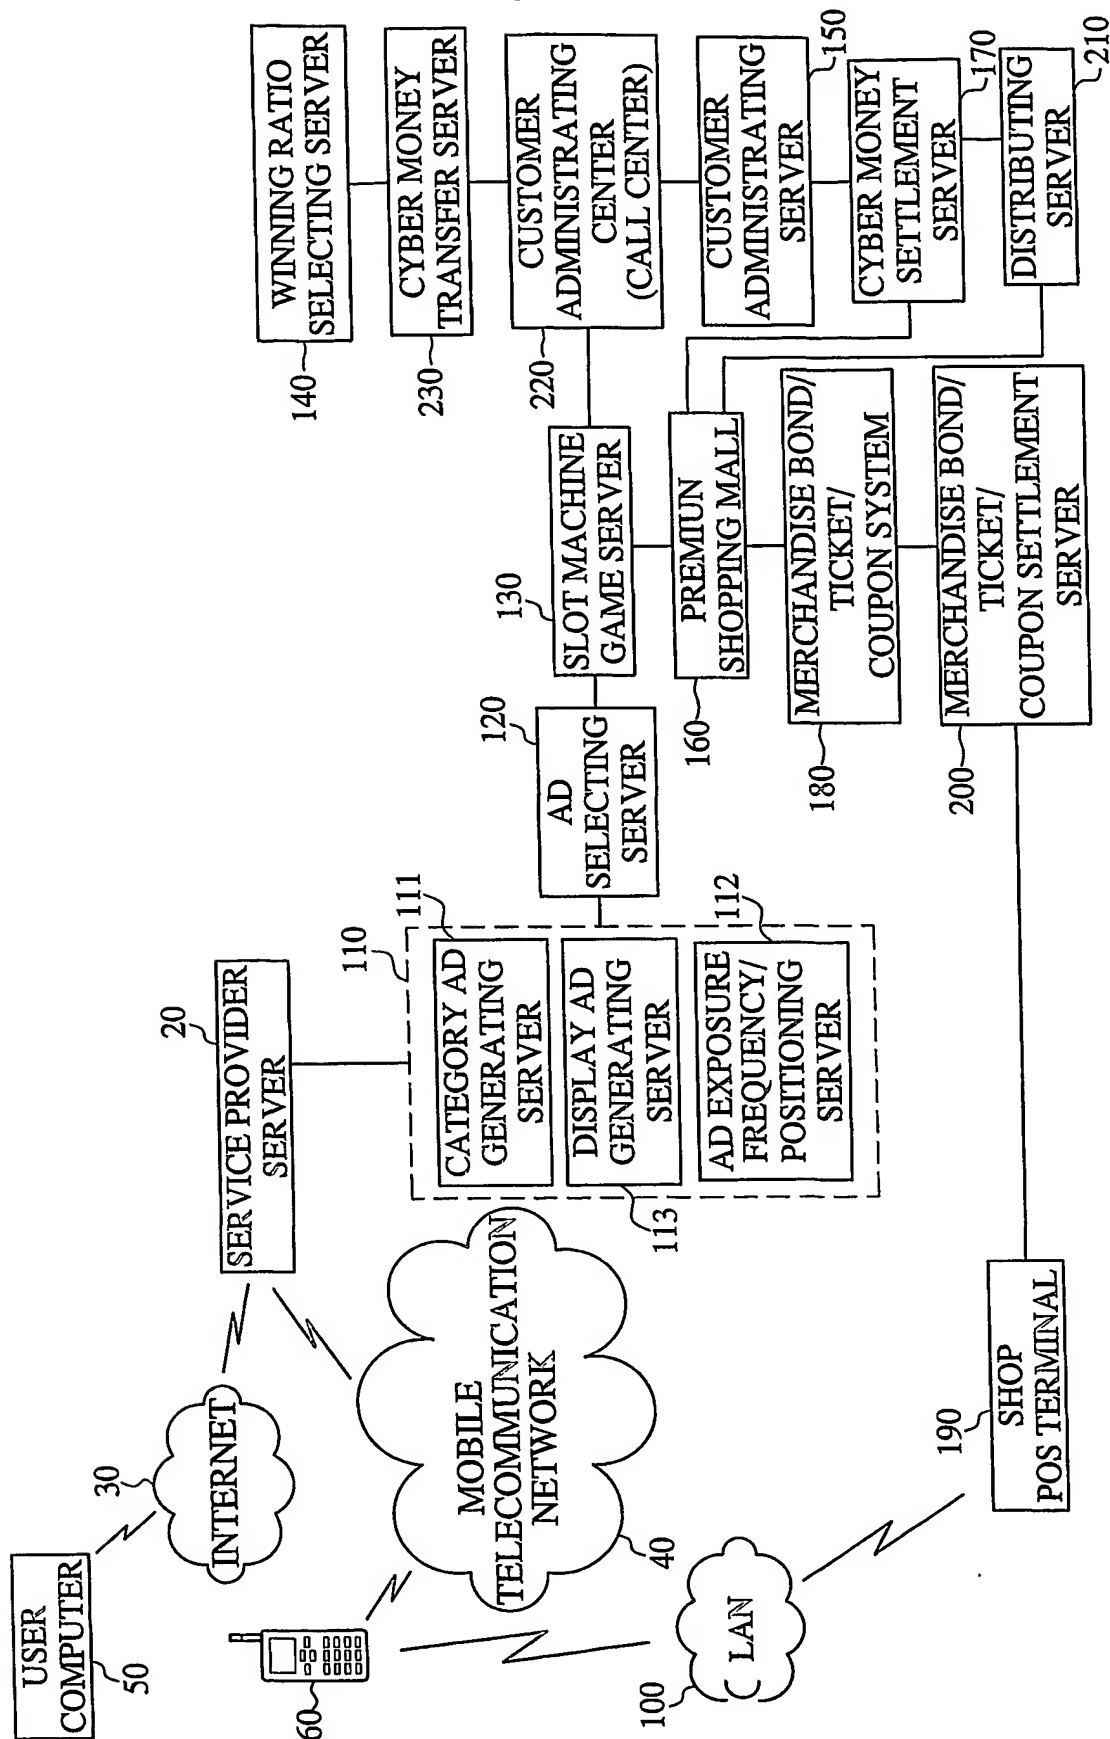 USER
COMPUTER
50
60
30
INTERNET
20
SERVICE PROVIDER
SERVER
MOBILE
TELECOMMUNICATION
NETWORK
40
100
LAN
190
SHOP
POS TERMINAL
110
111
CATEGORY AD
GENERATING
SERVER
DISPLAY AD
GENERATING
SERVER
113
112
AD EXPOSURE
FREQUENCY/
POSITIONING
SERVER
120
AD
SELECTING
SERVER
130
SLOT MACHINE
GAME SERVER
160
PREMIUN
SHOPPING MALL
180
MERCHANDISE BOND/
TICKET/
COUPON SYSTEM
200
MERCHANDISE BOND/
TICKET/
COUPON SETTLEMENT
SERVER
140
WINNING RATIO
SELECTING SERVER
230
CYBER MONEY
TRANSFER SERVER
220
CUSTOMER
ADMINISTRATING
CENTER
(CALL CENTER)
150
CUSTOMER
ADMINISTRATING
SERVER
170
CYBER MONEY
SETTLEMENT
SERVER
210
DISTRIBUTING
SERVER